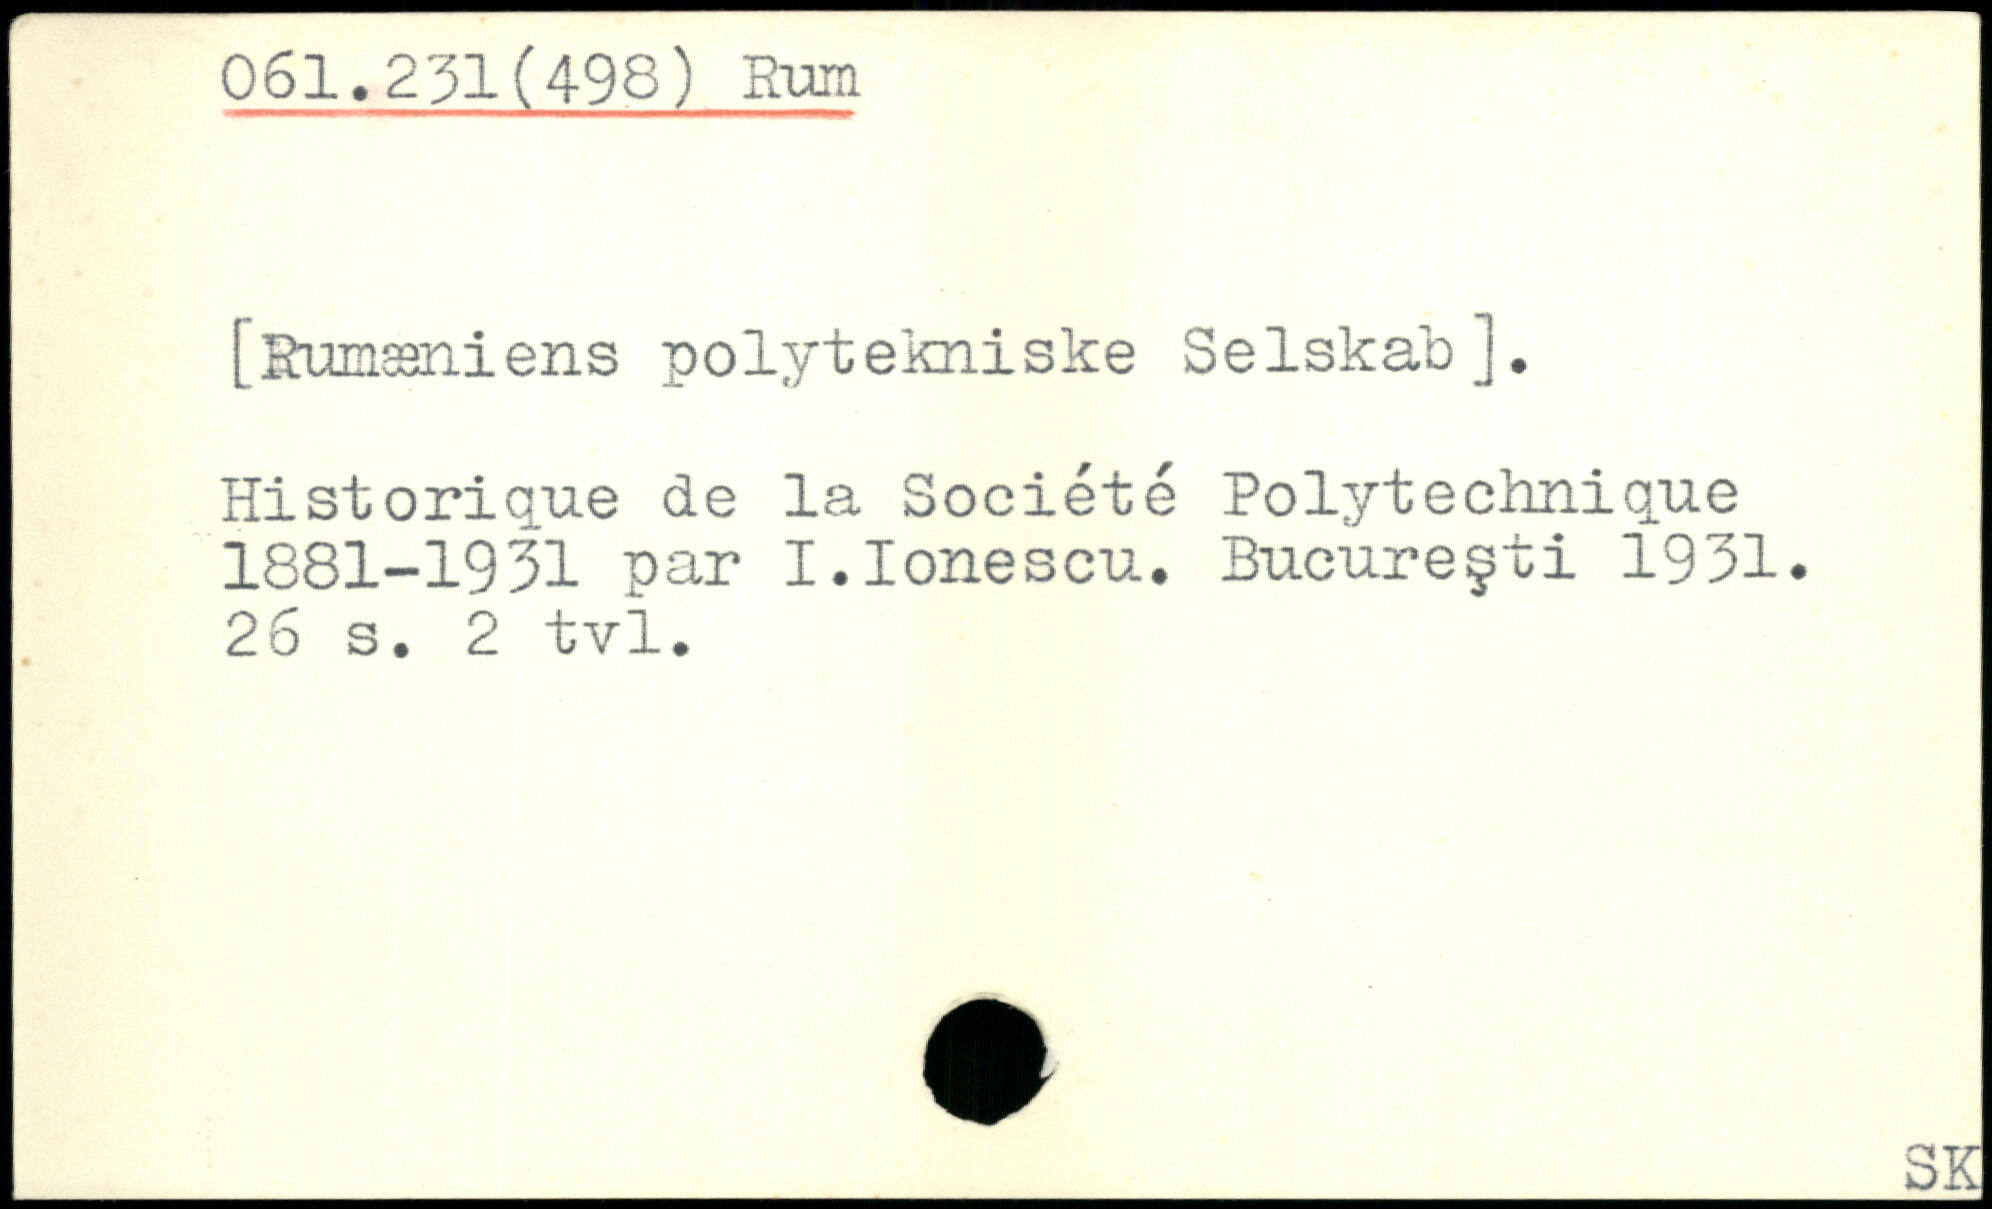 061.231(498) Rum
[Rumæniens polytekniske Selskab].
Historique de la Société Polytechnique
1881-1931 par I.Ionescu. Bucureşti 1931.
26 s. 2 tvl.
SK